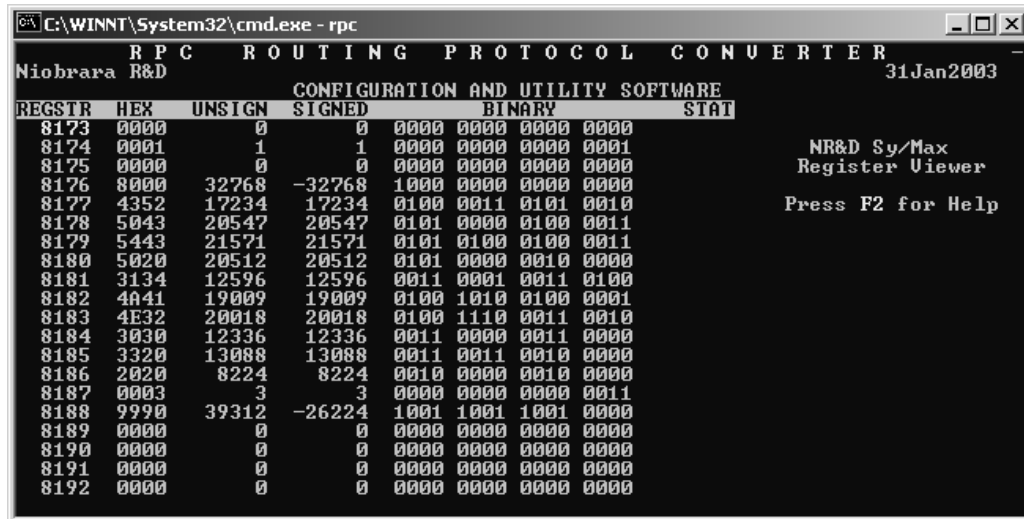 C:\WINNT\System32\cmd.exe - rpc
R P C R O U T I N G P R O T O C O L C O N V E R T E R
Niobrara R&D 31Jan2003
CONFIGURATION AND UTILITY SOFTWARE
REGSTR HEX UNSIGN SIGNED BINARY STAT
8173 0000 0 0 0000 0000 0000 0000
8174 0001 1 1 0000 0000 0000 0001 NR&D Sy/Max
8175 0000 0 0 0000 0000 0000 0000 Register Viewer
8176 8000 32768 -32768 1000 0000 0000 0000
8177 4352 17234 17234 0100 0011 0101 0010 Press F2 for Help
8178 5043 20547 20547 0101 0000 0100 0011
8179 5443 21571 21571 0101 0100 0100 0011
8180 5020 20512 20512 0101 0000 0010 0000
8181 3134 12596 12596 0011 0001 0011 0100
8182 4A41 19009 19009 0100 1010 0100 0001
8183 4E32 20018 20018 0100 1110 0011 0010
8184 3030 12336 12336 0011 0000 0011 0000
8185 3320 13088 13088 0011 0011 0010 0000
8186 2020 8224 8224 0010 0000 0010 0000
8187 0003 3 3 0000 0000 0000 0011
8188 9990 39312 -26224 1001 1001 1001 0000
8189 0000 0 0 0000 0000 0000 0000
8190 0000 0 0 0000 0000 0000 0000
8191 0000 0 0 0000 0000 0000 0000
8192 0000 0 0 0000 0000 0000 0000